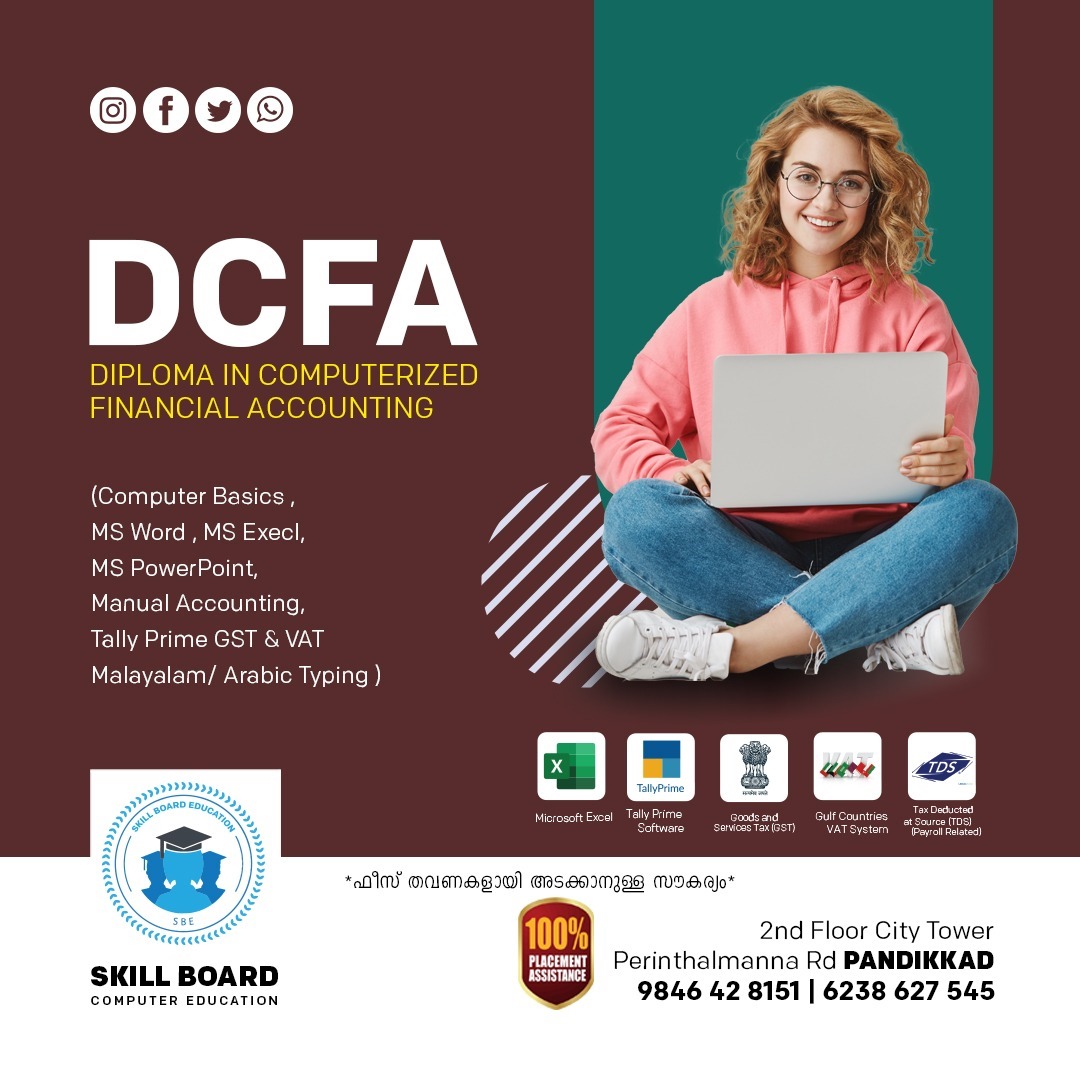 DCFA
DIPLOMA IN COMPUTERIZED
FINANCIAL ACCOUNTING
(Computer Basics ,
MS Word , MS Execl,
MS PowerPoint,
Manual Accounting,
Tally Prime GST & VAT
Malayalam/ Arabic Typing )
X
TallyPrime
सत्यमेव जयते
VAT
TDS
Microsoft Excel
Tally Prime
Software
Goods and
Services Tax (GST)
Gulf Countries
VAT System
Tax Deducted
at Source (TDS)
(Payroll Related)
SKILL BOARD EDUCATION
SBE
SKILL BOARD
COMPUTER EDUCATION
*ഫീസ് തവണകളായി അടക്കാനുള്ള സൗകര്യം*
100%
PLACEMENT
ASSISTANCE
2nd Floor City Tower
Perinthalmanna Rd PANDIKKAD
9846 42 8151 | 6238 627 545